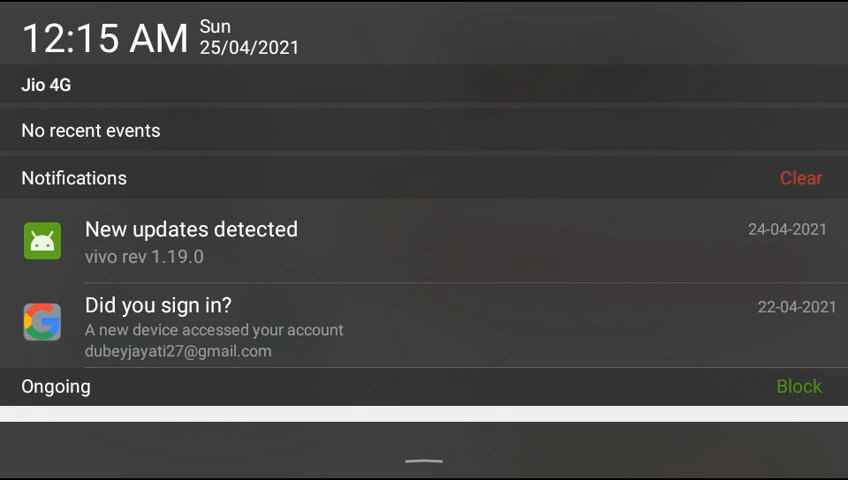 12:15 AM
Sun
25/04/2021
Jio 4G
No recent events
Notifications
Clear
New updates detected
24-04-2021
vivo rev 1.19.0
Did you sign in?
22-04-2021
A new device accessed your account
dubeyjayati27@gmail.com
Ongoing
Block